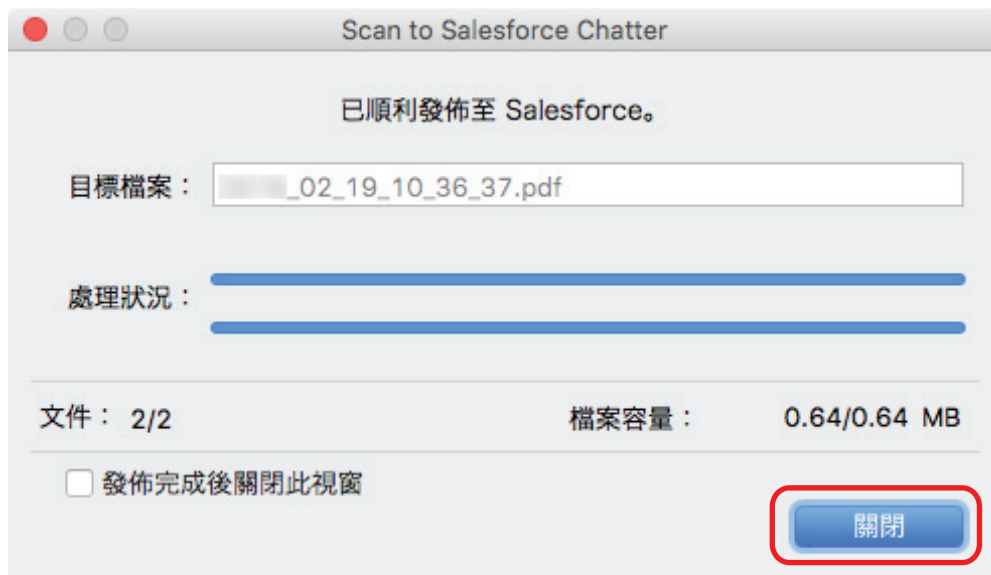 Scan to Salesforce Chatter
已順利發佈至 Salesforce。
目標檔案： _02_19_10_36_37.pdf
處理狀況：
文件： 2/2 檔案容量： 0.64/0.64 MB
發佈完成後關閉此視窗
關閉